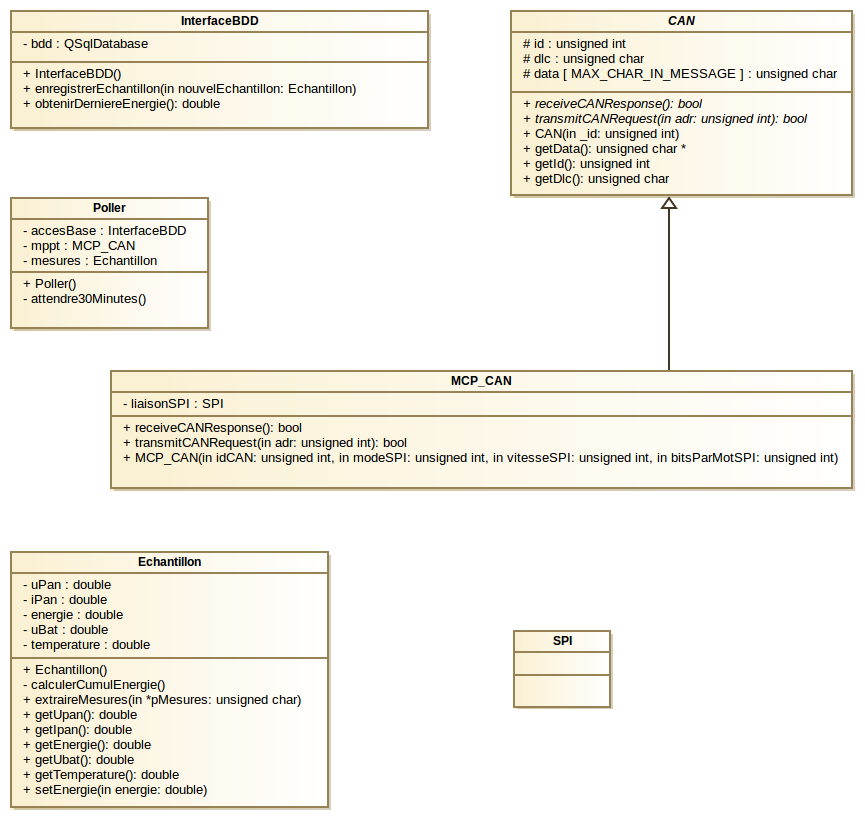 InterfaceBDD
- bdd : QSqlDatabase
+ InterfaceBDD()
+ enregistrerEchantillon(in nouvelEchantillon: Echantillon)
+ obtenirDerniereEnergie(): double
CAN
# id : unsigned int
# dlc : unsigned char
# data [ MAX_CHAR_IN_MESSAGE ] : unsigned char
+ receiveCANResponse(): bool
+ transmitCANRequest(in adr: unsigned int): bool
+ CAN(in _id: unsigned int)
+ getData(): unsigned char *
+ getId(): unsigned int
+ getDlc(): unsigned char
Poller
- accesBase : InterfaceBDD
- mppt : MCP_CAN
- mesures : Echantillon
+ Poller()
- attendre30Minutes()
MCP_CAN
- liaisonSPI : SPI
+ receiveCANResponse(): bool
+ transmitCANRequest(in adr: unsigned int): bool
+ MCP_CAN(in idCAN: unsigned int, in modeSPI: unsigned int, in vitesseSPI: unsigned int, in bitsParMotSPI: unsigned int)
Echantillon
- uPan : double
- iPan : double
- energie : double
- uBat : double
- temperature : double
+ Echantillon()
- calculerCumulEnergie()
+ extraireMesures(in *pMesures: unsigned char)
+ getUpan(): double
+ getIpan(): double
+ getEnergie(): double
+ getUbat(): double
+ getTemperature(): double
+ setEnergie(in energie: double)
SPI